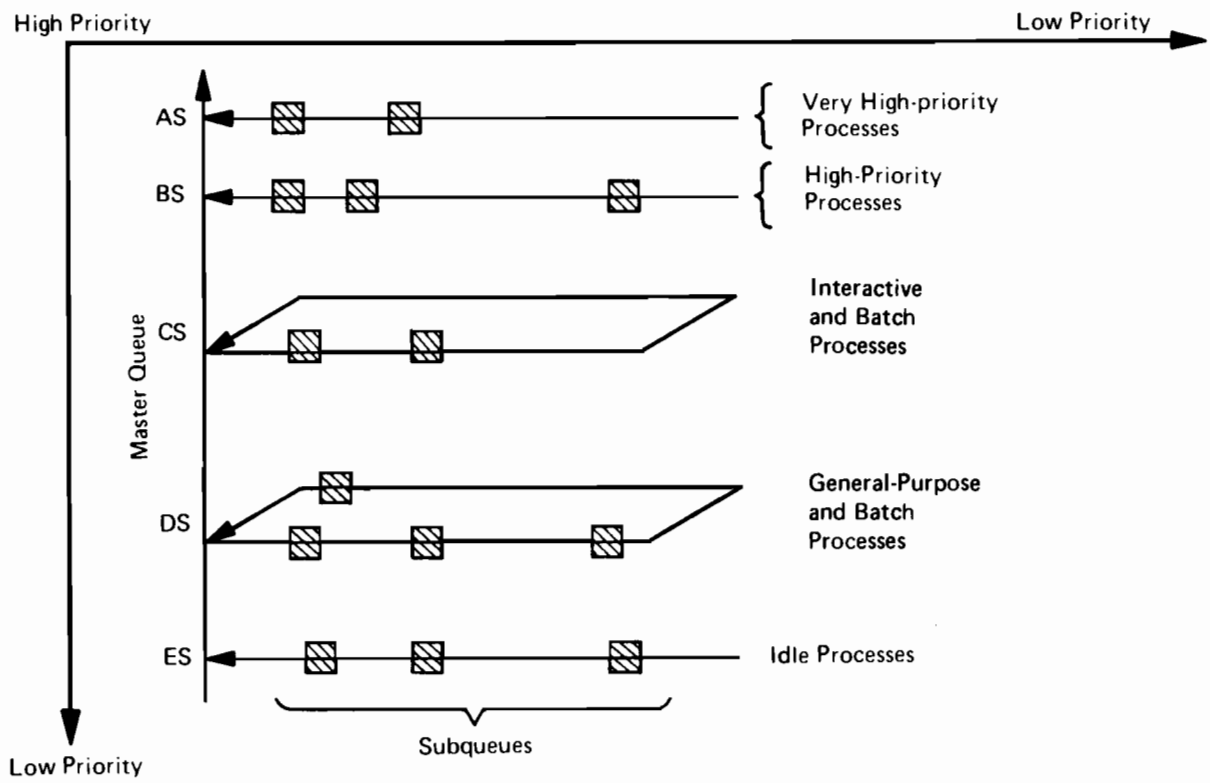 High Priority
Low Priority
AS
Very High-priority
Processes
BS
High-Priority
Processes
Master Queue
CS
Interactive
and Batch
Processes
DS
General-Purpose
and Batch
Processes
ES
Idle Processes
Subqueues
Low Priority